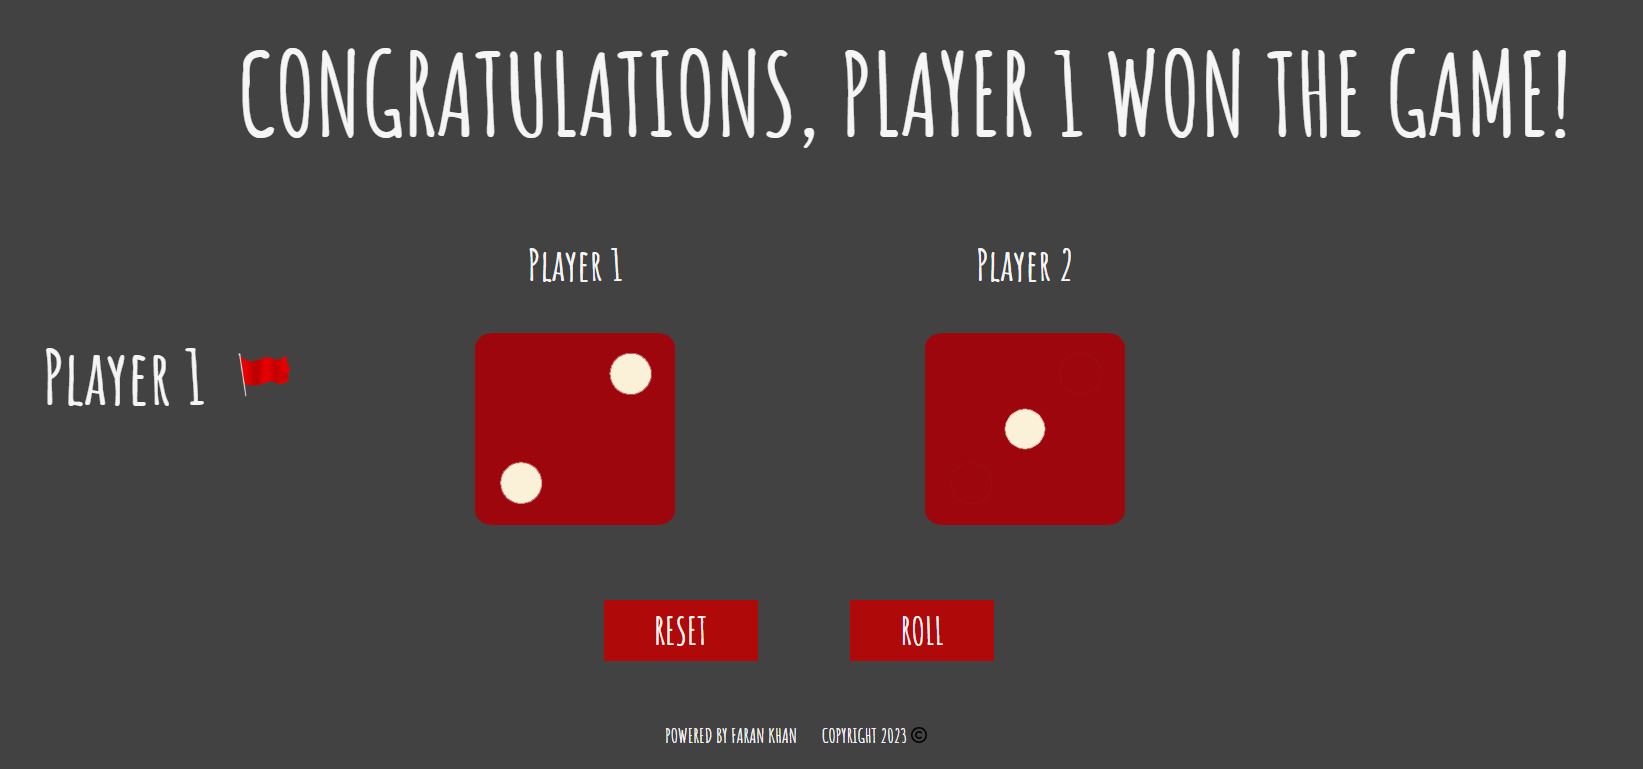 CONGRATULATIONS, PLAYER 1 WON THE GAME!
Player 1 Player 2
Player 1
RESET ROLL
POWERED BY FARAN KHAN COPYRIGHT 2023 ©